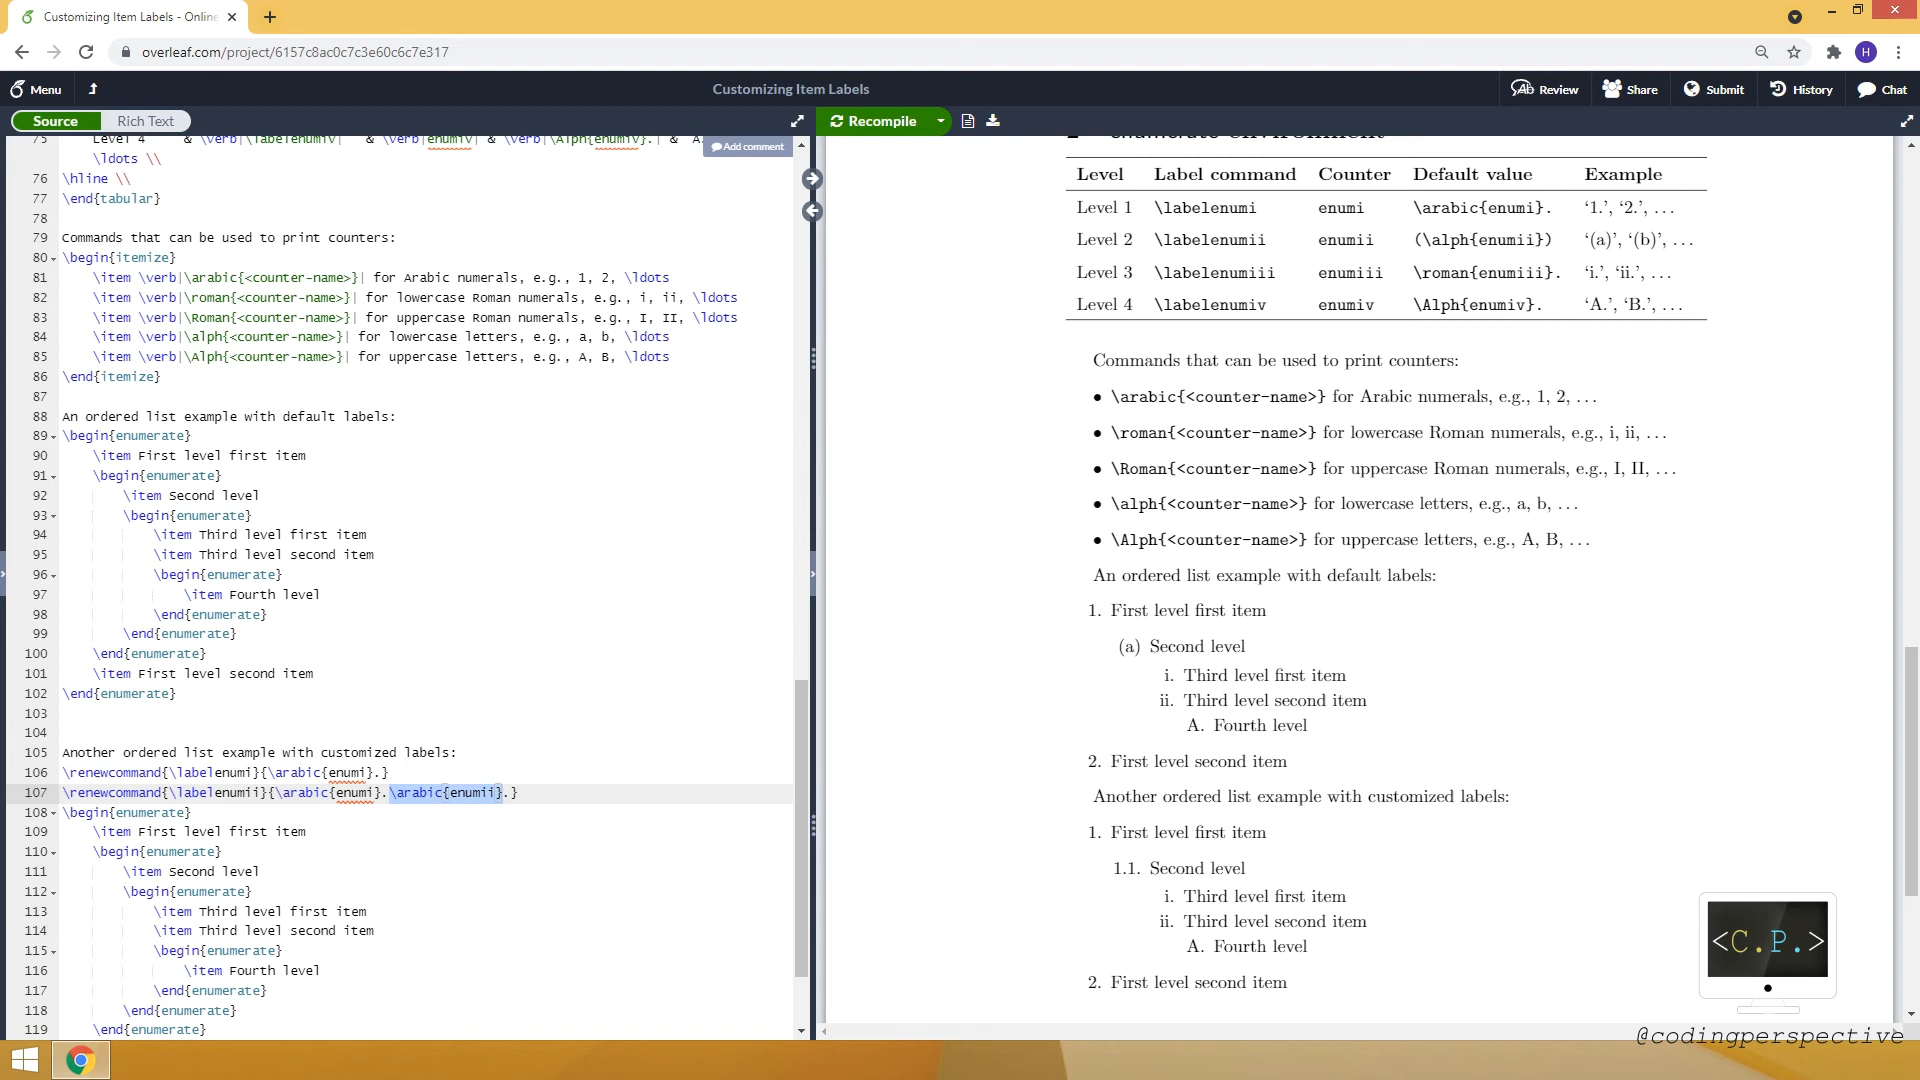 Customizing Item Labels - Online
overleaf.com/project/6157c8ac0c7c3e60c6c7e317
H
Menu
Customizing Item Labels
Review
Share
Submit
History
Chat
Source
Rich Text
Recompile
75 Level 4 & \verb|\labelenumiv| & \verb|enumiv| & \verb|\Alph{enumiv}.| & A
Add comment
\ldots \\
76 \hline \\
77 \end{tabular}
78
79 Commands that can be used to print counters:
80 \begin{itemize}
81 \item \verb|\arabic{<counter-name>}| for Arabic numerals, e.g., 1, 2, \ldots
82 \item \verb|\roman{<counter-name>}| for lowercase Roman numerals, e.g., i, ii, \ldots
83 \item \verb|\Roman{<counter-name>}| for uppercase Roman numerals, e.g., I, II, \ldots
84 \item \verb|\alph{<counter-name>}| for lowercase letters, e.g., a, b, \ldots
85 \item \verb|\Alph{<counter-name>}| for uppercase letters, e.g., A, B, \ldots
86 \end{itemize}
87
88 An ordered list example with default labels:
89 \begin{enumerate}
90 \item First level first item
91 \begin{enumerate}
92 \item Second level
93 \begin{enumerate}
94 \item Third level first item
95 \item Third level second item
96 \begin{enumerate}
97 \item Fourth level
98 \end{enumerate}
99 \end{enumerate}
100 \end{enumerate}
101 \item First level second item
102 \end{enumerate}
103
104
105 Another ordered list example with customized labels:
106 \renewcommand{\labelenumi}{\arabic{enumi}.}
107 \renewcommand{\labelenumii}{\arabic{enumi}.\arabic{enumii}.}
108 \begin{enumerate}
109 \item First level first item
110 \begin{enumerate}
111 \item Second level
112 \begin{enumerate}
113 \item Third level first item
114 \item Third level second item
115 \begin{enumerate}
116 \item Fourth level
117 \end{enumerate}
118 \end{enumerate}
119 \end{enumerate}
2 enumerate environment
Level Label command Counter Default value Example
Level 1 \labelenumi enumi \arabic{enumi}. ‘1.’, ‘2.’, ...
Level 2 \labelenumii enumii (\alph{enumii}) ‘(a)’, ‘(b)’, ...
Level 3 \labelenumiii enumiii \roman{enumiii}. ‘i.’, ‘ii.’, ...
Level 4 \labelenumiv enumiv \Alph{enumiv}. ‘A.’, ‘B.’, ...
Commands that can be used to print counters:
• \arabic{<counter-name>} for Arabic numerals, e.g., 1, 2, ...
• \roman{<counter-name>} for lowercase Roman numerals, e.g., i, ii, ...
• \Roman{<counter-name>} for uppercase Roman numerals, e.g., I, II, ...
• \alph{<counter-name>} for lowercase letters, e.g., a, b, ...
• \Alph{<counter-name>} for uppercase letters, e.g., A, B, ...
An ordered list example with default labels:
1. First level first item
(a) Second level
i. Third level first item
ii. Third level second item
A. Fourth level
2. First level second item
Another ordered list example with customized labels:
1. First level first item
1.1. Second level
i. Third level first item
ii. Third level second item
A. Fourth level
2. First level second item
<C.P.>
@codingperspective